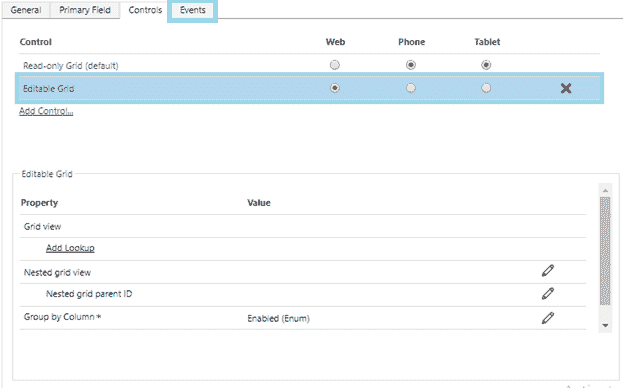 General Primary Field Controls Events
Control Web Phone Tablet
Read-only Grid (default)
Editable Grid
Add Control...
Editable Grid
Property Value
Grid view
Add Lookup
Nested grid view
Nested grid parent ID
Group by Column * Enabled (Enum)